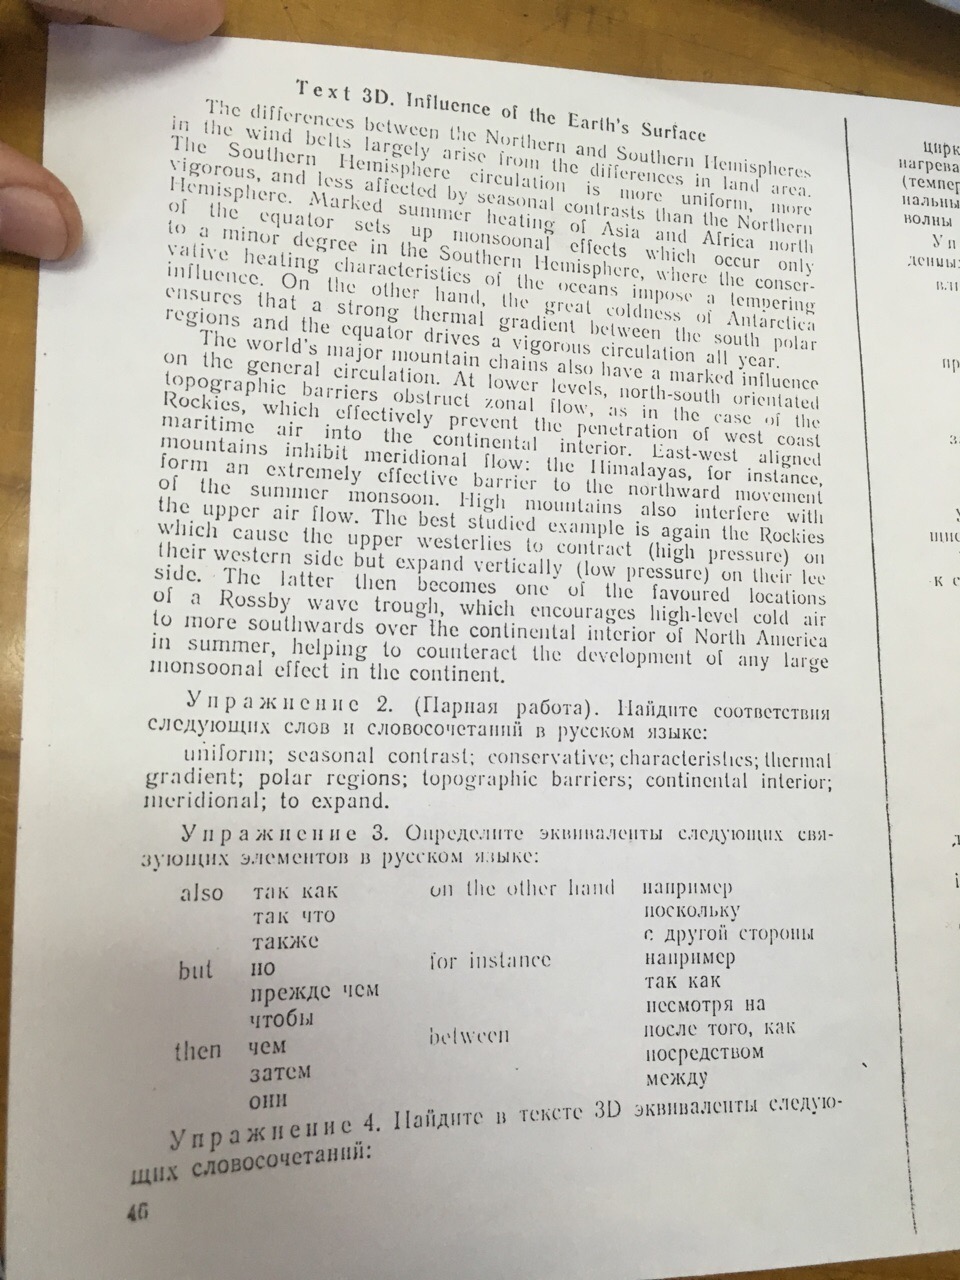 Text 3D. Influence of the Earth's Surface
The differences between the Northern and Southern Hemispheres
in the wind belts largely arise from the differences in land area.
The Southern Hemisphere circulation is more uniform, more
vigorous, and less affected by seasonal contrasts than the Northern
Hemisphere. Marked summer heating of Asia and Africa north
of the equator sets up monsoonal effects which occur only
to a minor degree in the Southern Hemisphere, where the conser-
vative heating characteristics of the oceans impose a tempering
influence. On the other hand, the great coldness of Antarctica
ensures that a strong thermal gradient between the south polar
regions and the equator drives a vigorous circulation all year.
The world's major mountain chains also have a marked influence
on the general circulation. At lower levels, north-south orientated
topographic barriers obstruct zonal flow, as in the case of the
Rockies, which effectively prevent the penetration of west coast
maritime air into the continental interior. East-west aligned
mountains inhibit meridional flow: the Himalayas, for instance,
form an extremely effective barrier to the northward movement
of the summer monsoon. High mountains also interfere with
the upper air flow. The best studied example is again the Rockies
which cause the upper westerlies to contract (high pressure) on
their western side but expand vertically (low pressure) on their lee
side. The latter then becomes one of the favoured locations
of a Rossby wave trough, which encourages high-level cold air
to more southwards over the continental interior of North America
in summer, helping to counteract the development of any large
monsoonal effect in the continent.
Упражнение 2. (Парная работа). Найдите соответствия
следующих слов и словосочетаний в русском языке:
uniform; seasonal contrast; conservative; characteristics; thermal
gradient; polar regions; topographic barriers; continental interior;
meridional; to expand.
Упражнение 3. Определите эквиваленты следующих свя-
зующих элементов в русском языке:
also так как on the other hand например
так что поскольку
также с другой стороны
but но for instance например
прежде чем так как
чтобы несмотря на
then чем between после того, как
затем посредством
они между
Упражнение 4. Найдите в тексте 3D эквиваленты следую-
щих словосочетаний:
46